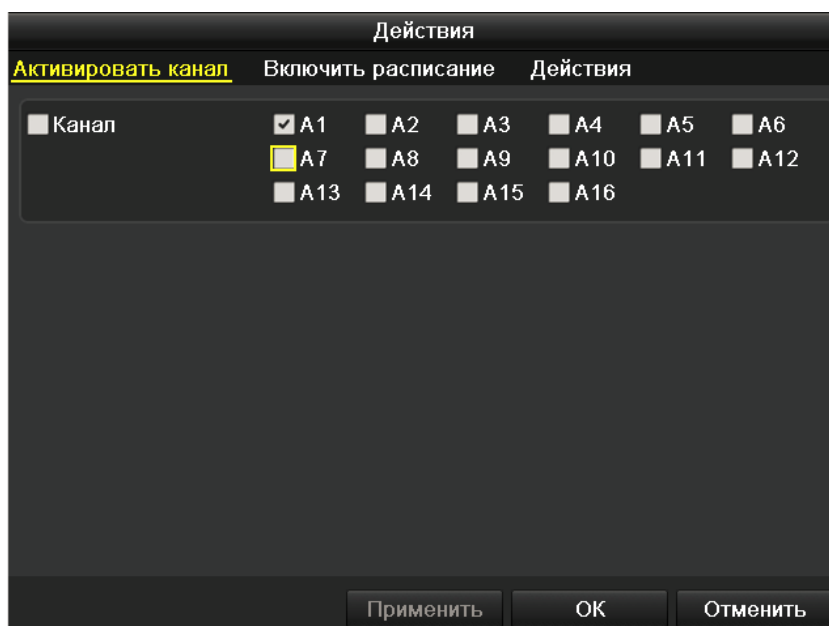 Действия
Активировать канал Включить расписание Действия
Канал A1 A2 A3 A4 A5 A6
A7 A8 A9 A10 A11 A12
A13 A14 A15 A16
Применить ОК Отменить